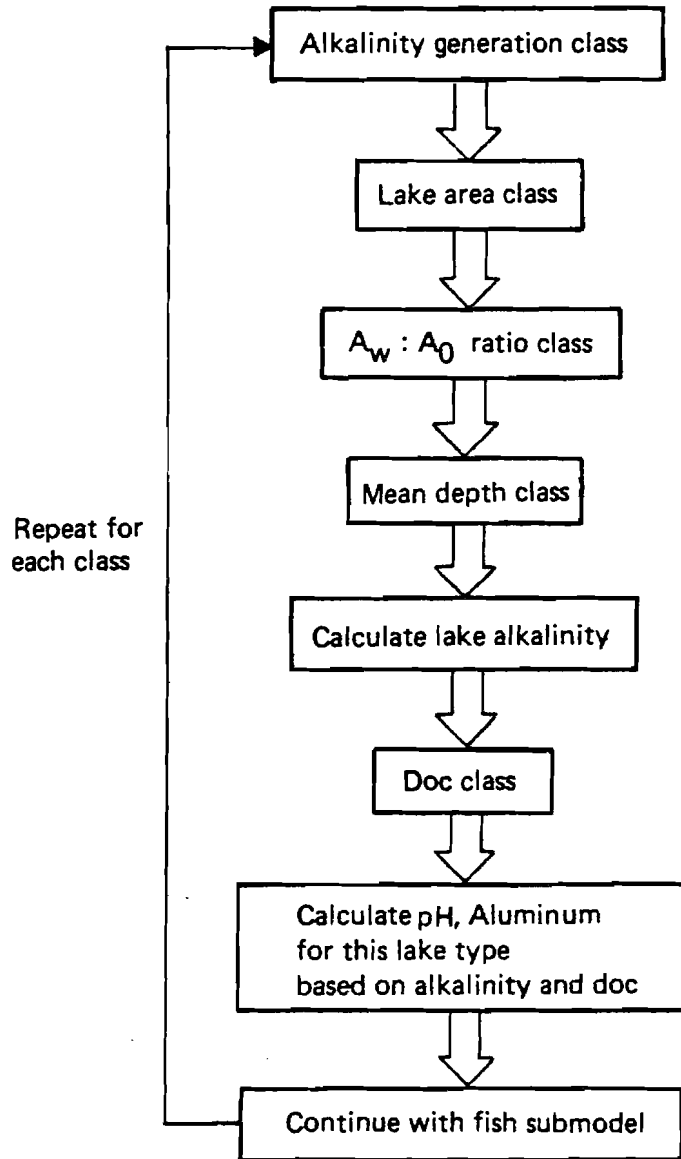 Alkalinity generation class
Lake area class
A_w : A_0 ratio class
Mean depth class
Repeat for
each class
Calculate lake alkalinity
Doc class
Calculate pH, Aluminum
for this lake type
based on alkalinity and doc
Continue with fish submodel